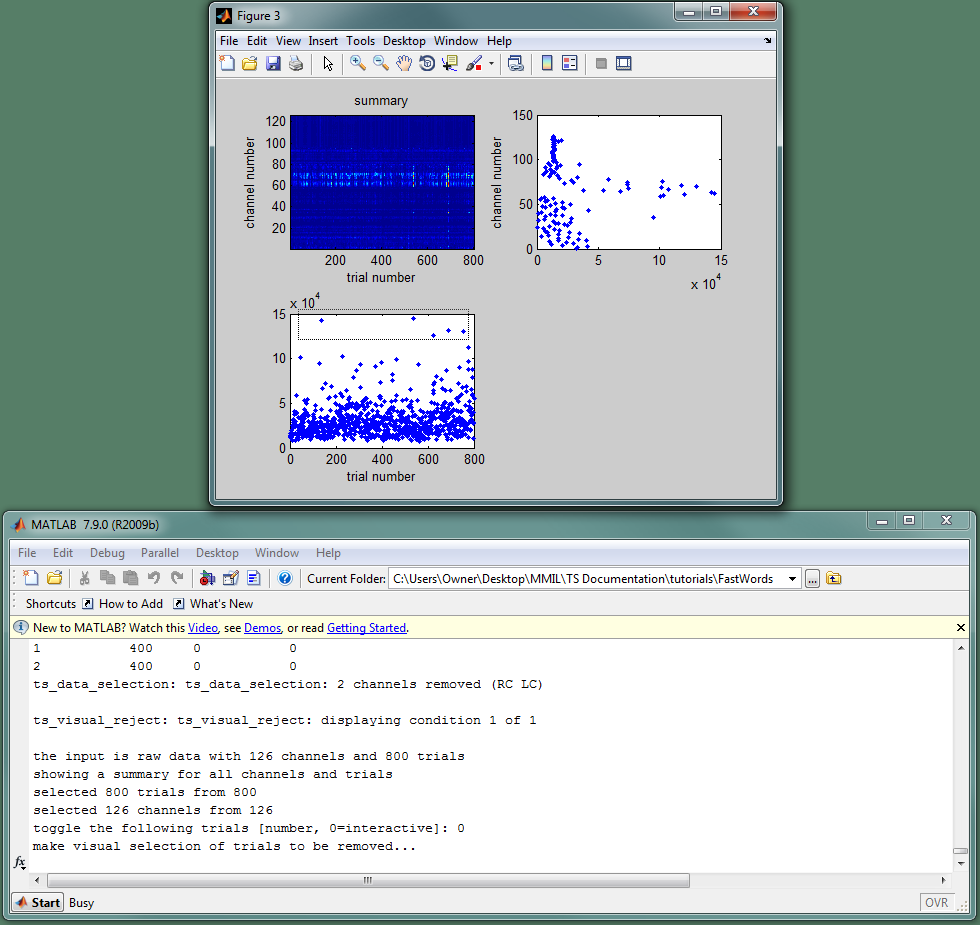 Figure 3
File Edit View Insert Tools Desktop Window Help
summary
channel number
120
100
80
60
40
20
200 400 600 800
trial number
channel number
150
100
50
0
0 5 10 15
x 10^4
x 10^4
15
10
5
0
0 200 400 600 800
trial number
MATLAB 7.9.0 (R2009b)
File Edit Debug Parallel Desktop Window Help
Current Folder: C:\Users\Owner\Desktop\MMIL\TS Documentation\tutorials\FastWords ...
Shortcuts How to Add What's New
New to MATLAB? Watch this Video, see Demos, or read Getting Started.
1 400 0 0
2 400 0 0
ts_data_selection: ts_data_selection: 2 channels removed (RC LC)
ts_visual_reject: ts_visual_reject: displaying condition 1 of 1
the input is raw data with 126 channels and 800 trials
showing a summary for all channels and trials
selected 800 trials from 800
selected 126 channels from 126
toggle the following trials [number, 0=interactive]: 0
make visual selection of trials to be removed...
fx
Start Busy OVR